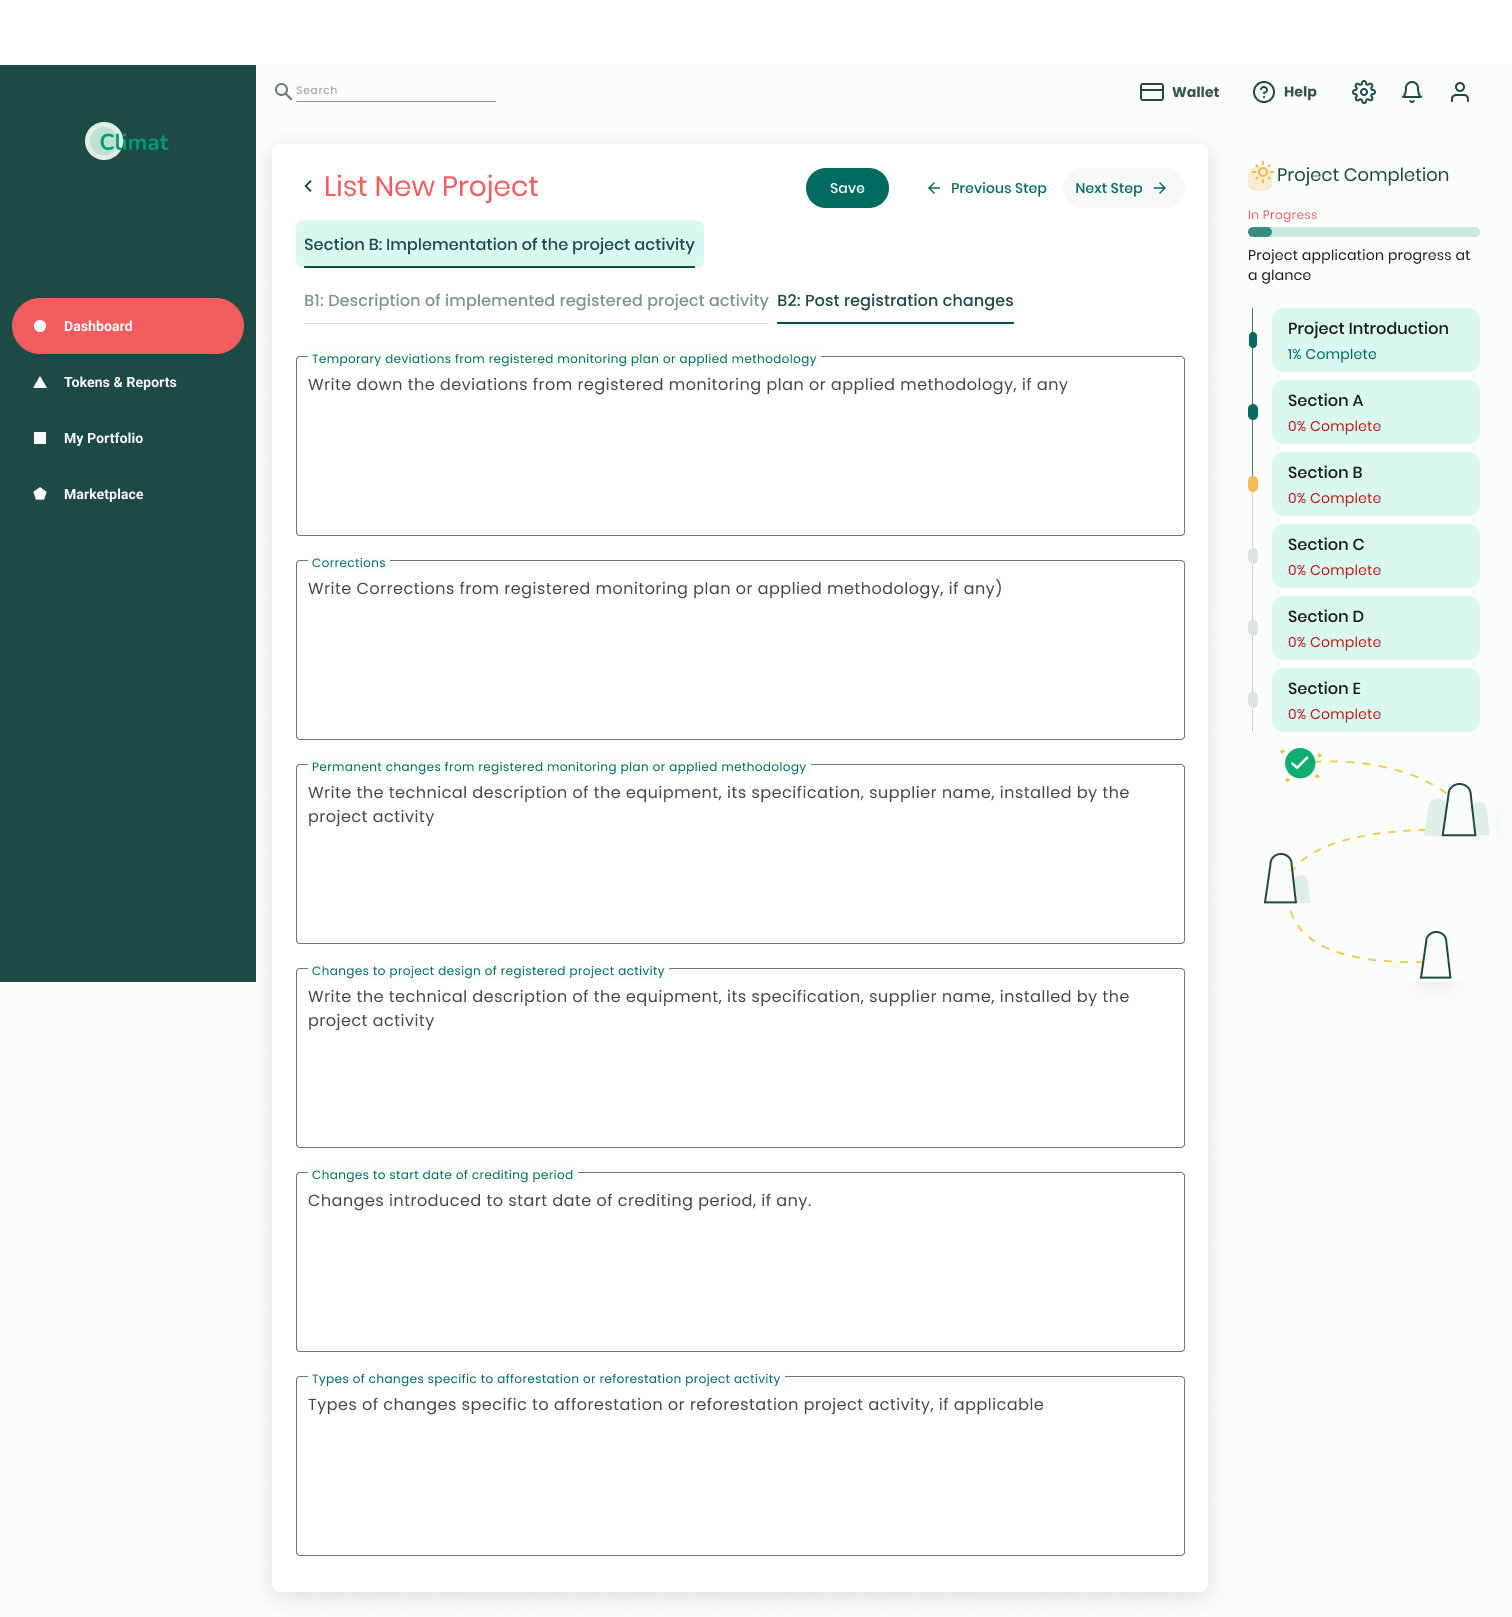 Search
Wallet
Help
Climat
Dashboard
Tokens & Reports
My Portfolio
Marketplace
List New Project
Save
Previous Step
Next Step
Section B: Implementation of the project activity
B1: Description of implemented registered project activity
B2: Post registration changes
Temporary deviations from registered monitoring plan or applied methodology
Write down the deviations from registered monitoring plan or applied methodology, if any
Corrections
Write Corrections from registered monitoring plan or applied methodology, if any)
Permanent changes from registered monitoring plan or applied methodology
Write the technical description of the equipment, its specification, supplier name, installed by the
project activity
Changes to project design of registered project activity
Write the technical description of the equipment, its specification, supplier name, installed by the
project activity
Changes to start date of crediting period
Changes introduced to start date of crediting period, if any.
Types of changes specific to afforestation or reforestation project activity
Types of changes specific to afforestation or reforestation project activity, if applicable
Project Completion
In Progress
Project application progress at
a glance
Project Introduction
1% Complete
Section A
0% Complete
Section B
0% Complete
Section C
0% Complete
Section D
0% Complete
Section E
0% Complete